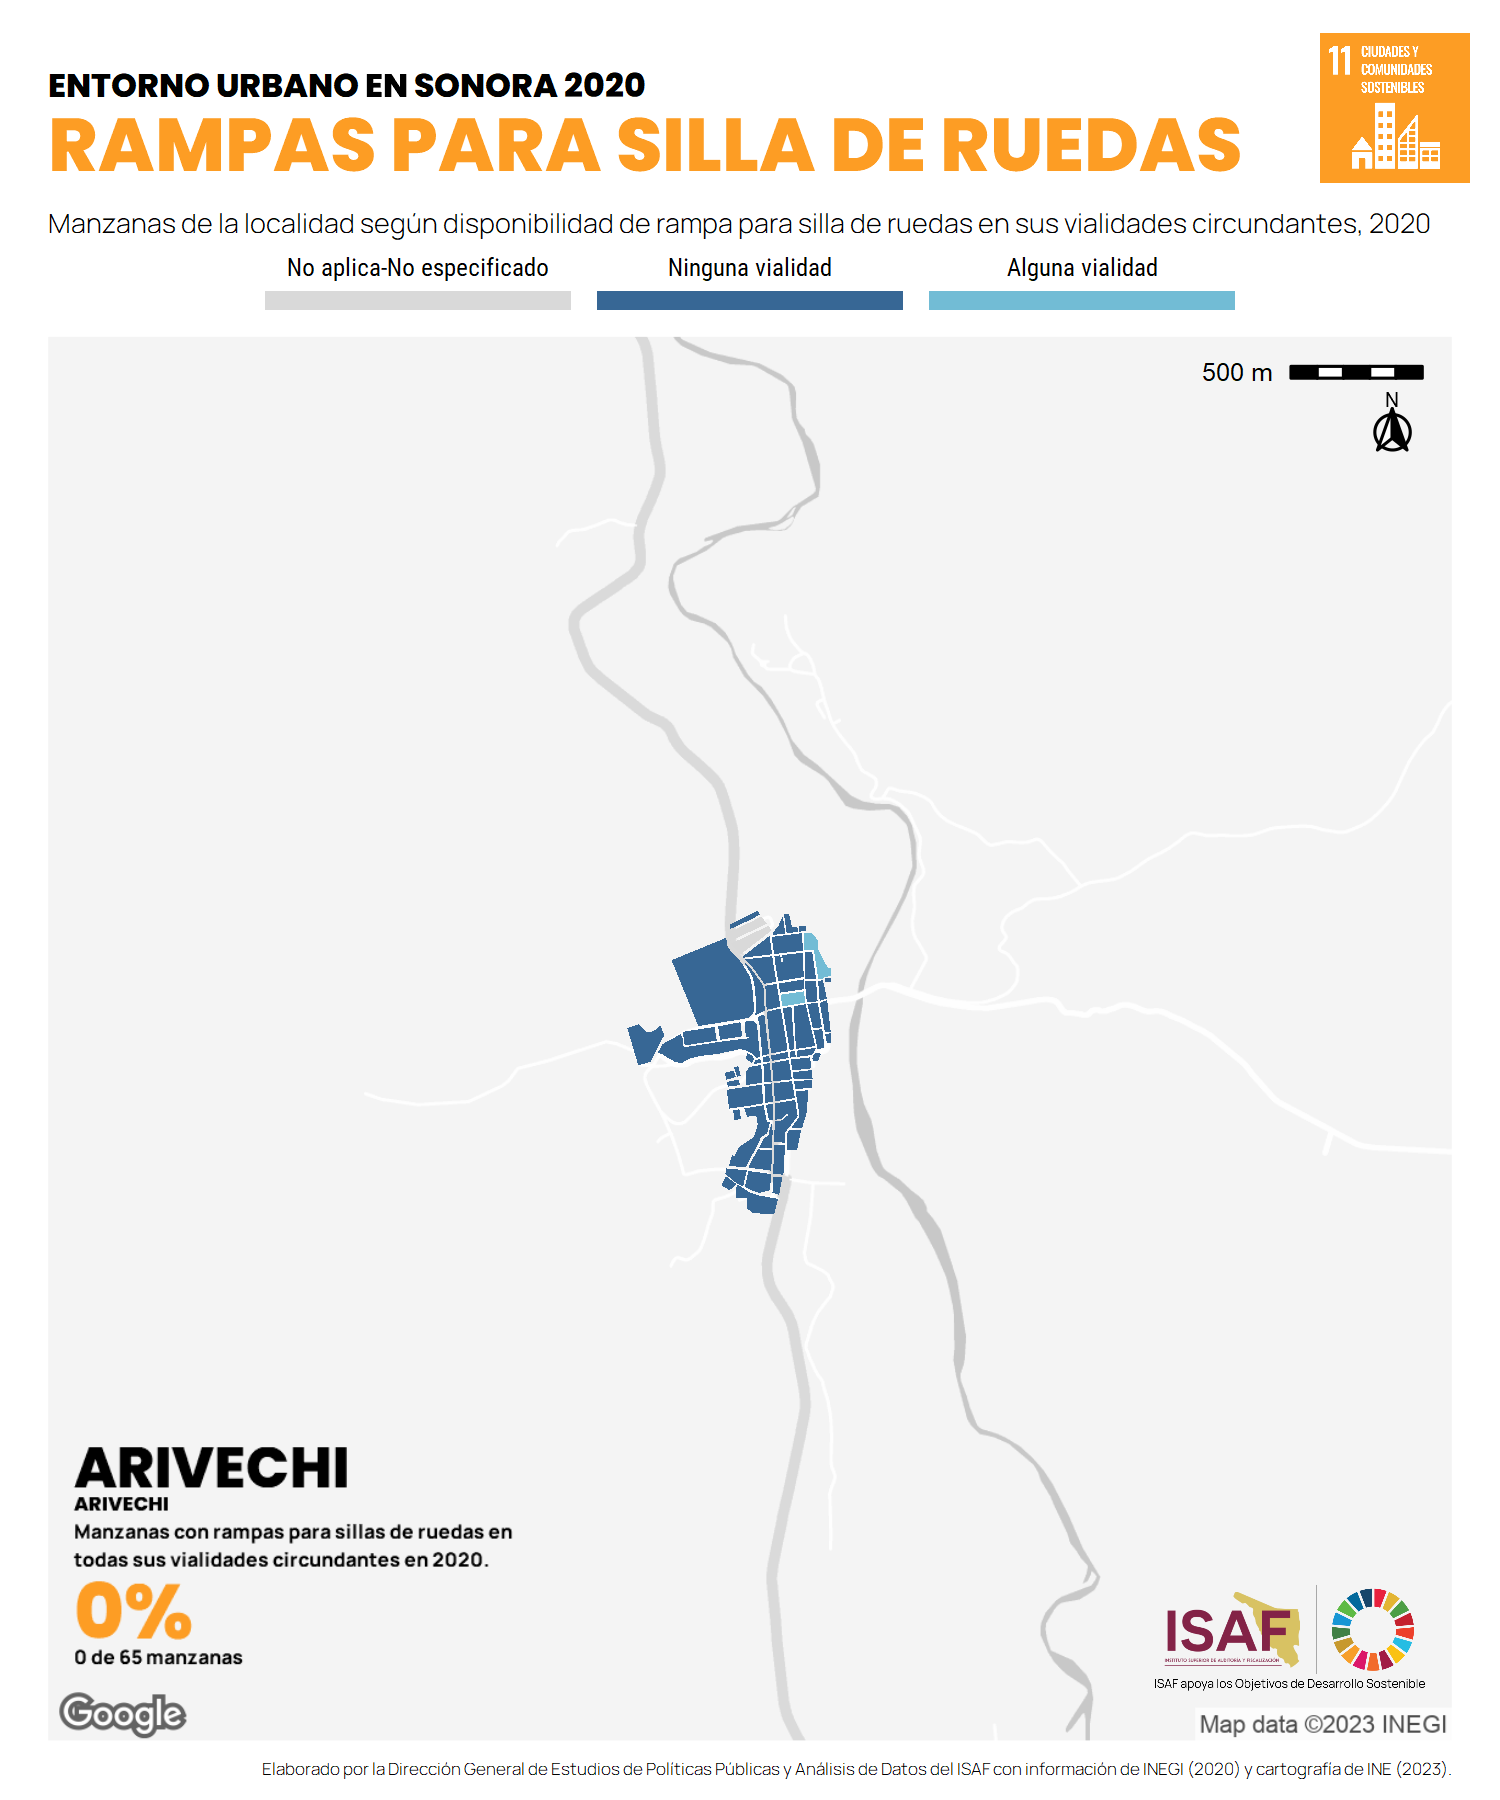 ENTORNO URBANO EN SONORA 2020
RAMPAS PARA SILLA DE RUEDAS
11 CIUDADES Y
COMUNIDADES
SOSTENIBLES
Manzanas de la localidad según disponibilidad de rampa para silla de ruedas en sus vialidades circundantes, 2020
No aplica-No especificado
Ninguna vialidad
Alguna vialidad
500 m
N
ARIVECHI
ARIVECHI
Manzanas con rampas para sillas de ruedas en
todas sus vialidades circundantes en 2020.
0%
0 de 65 manzanas
ISAF
INSTITUTO SUPERIOR DE AUDITORÍA Y FISCALIZACIÓN
ISAF apoya los Objetivos de Desarrollo Sostenible
Google
Map data ©2023 INEGI
Elaborado por la Dirección General de Estudios de Políticas Públicas y Análisis de Datos del ISAF con información de INEGI (2020) y cartografía de INE (2023).